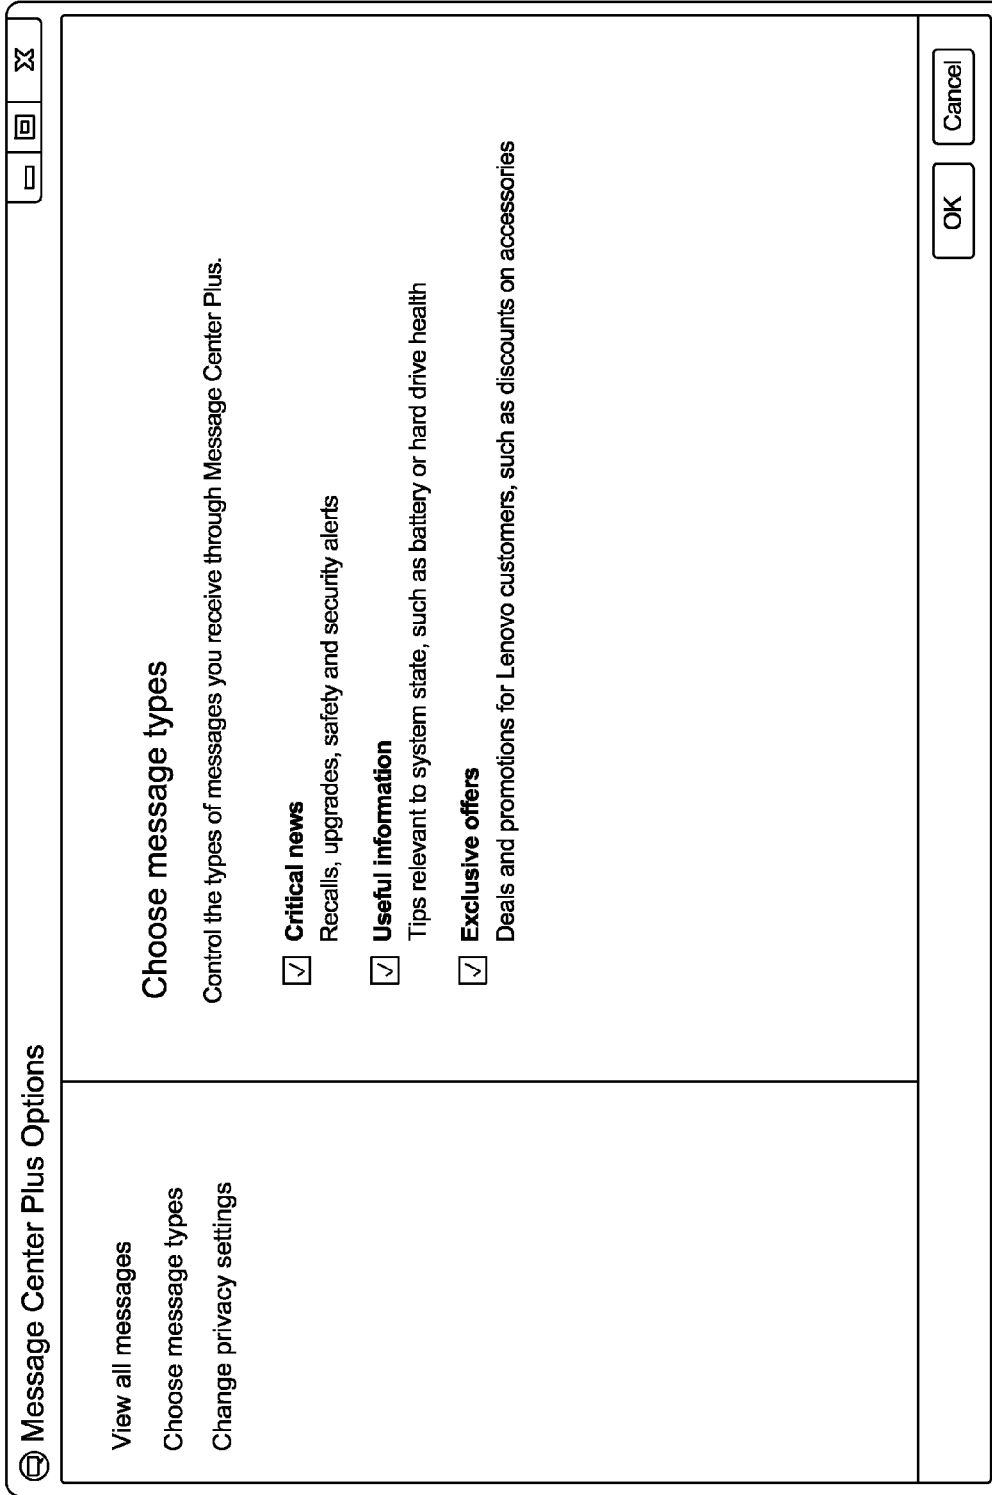 Message Center Plus Options
View all messages
Choose message types
Change privacy settings
Choose message types
Control the types of messages you receive through Message Center Plus.
Critical news
Recalls, upgrades, safety and security alerts
Useful information
Tips relevant to system state, such as battery or hard drive health
Exclusive offers
Deals and promotions for Lenovo customers, such as discounts on accessories
OK
Cancel